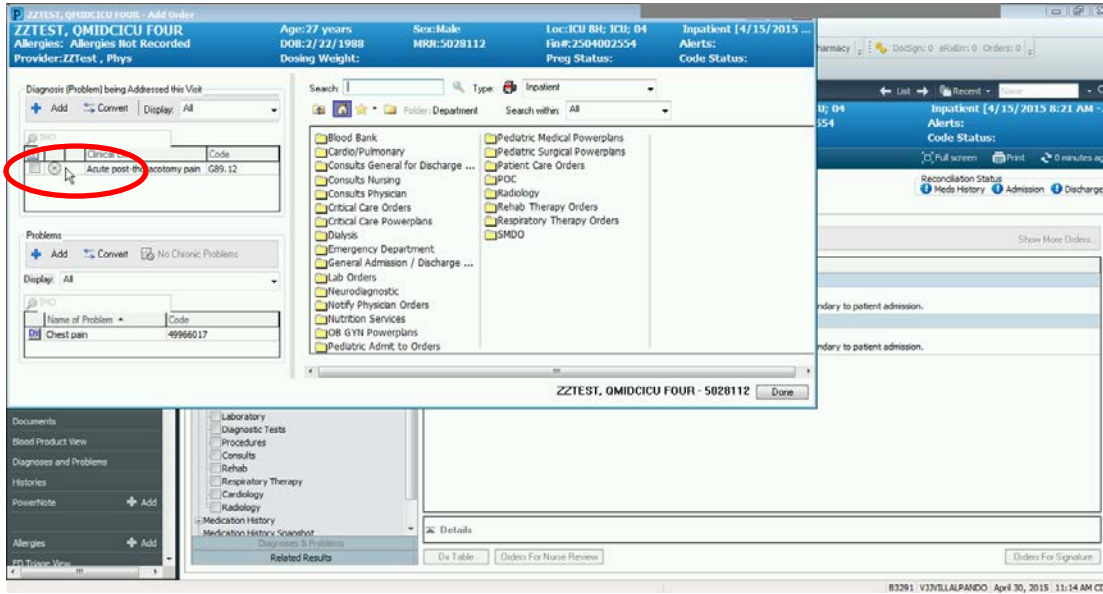 ZZTEST, QMIDCICU FOUR - Add Order
ZZTEST, QMIDCICU FOUR
Age:27 years
Sex:Male
Loc:ICU BH; ICU; 04
Inpatient [4/15/2015 ...
Allergies: Allergies Not Recorded
DOB:2/22/1988
MRN:5028112
Fin#:2504002554
Alerts:
Provider:ZZTest , Phys
Dosing Weight:
Preg Status:
Code Status:
harmacy
DocSign: 0 eRxErr: 0 Orders: 0
List
Recent
Name
U; 04
Inpatient [4/15/2015 8:21 AM -
554
Alerts:
Code Status:
Full screen
Print
0 minutes ag
Reconciliation Status
Meds History
Admission
Discharge
Show More Orders...
ndary to patient admission.
ndary to patient admission.
Diagnosis (Problem) being Addressed this Visit
Add
Convert
Display: All
IMO
Clinical
Code
Acute post-thoracotomy pain
G89.12
Problems
Add
Convert
No Chronic Problems
Display: All
IMO
Name of Problem
Code
Chest pain
49966017
Search:
Type:
Inpatient
Folder: Department
Search within: All
Blood Bank
Cardio/Pulmonary
Consults General for Discharge ...
Consults Nursing
Consults Physician
Critical Care Orders
Critical Care Powerplans
Dialysis
Emergency Department
General Admission / Discharge ...
Lab Orders
Neurodiagnostic
Notify Physician Orders
Nutrition Services
OB GYN Powerplans
Pediatric Admit to Orders
Pediatric Medical Powerplans
Pediatric Surgical Powerplans
Patient Care Orders
POC
Radiology
Rehab Therapy Orders
Respiratory Therapy Orders
SMDO
ZZTEST, QMIDCICU FOUR - 5028112
Done
Documents
Blood Product View
Diagnoses and Problems
Histories
PowerNote
Add
Allergies
Add
ED Triage View
Laboratory
Diagnostic Tests
Procedures
Consults
Rehab
Respiratory Therapy
Cardiology
Radiology
Medication History
Medication History Snapshot
Diagnoses & Problems
Related Results
Details
Dx Table
Orders For Nurse Review
Orders For Signature
B3291
VJJVILLALPANDO
April 30, 2015
11:14 AM CD